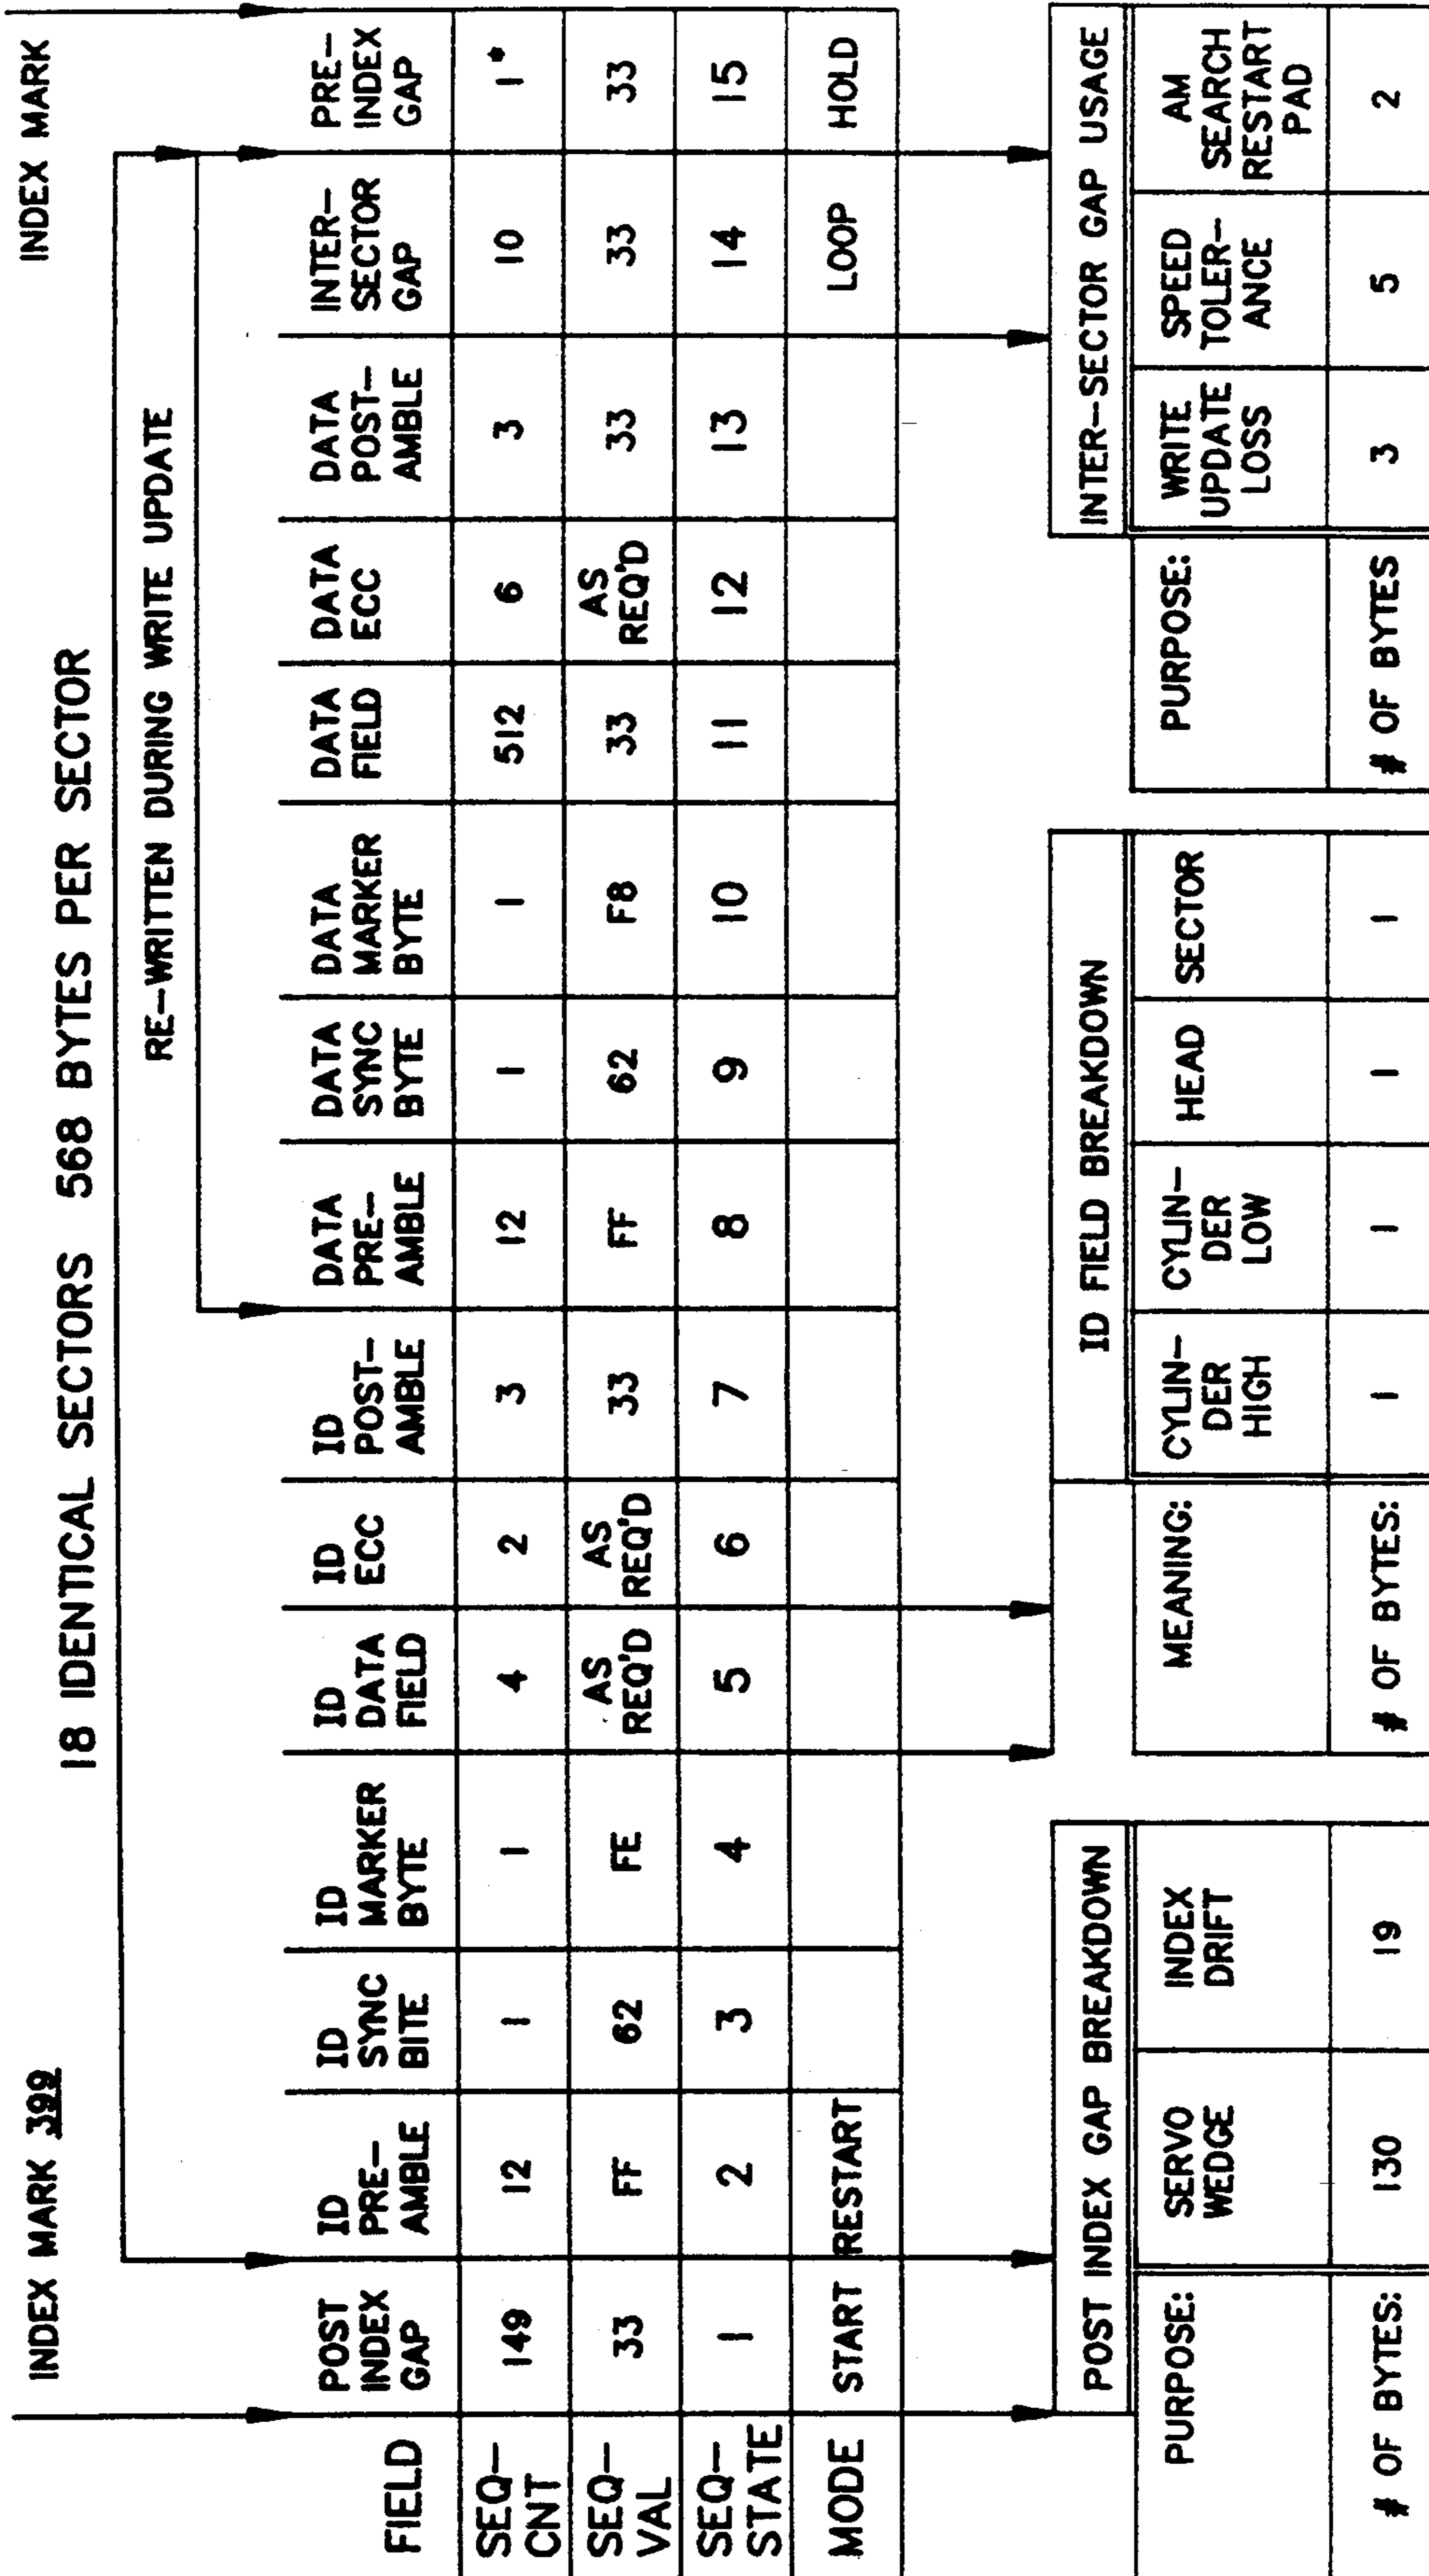 INDEX MARK 399
INDEX MARK
18 IDENTICAL SECTORS 568 BYTES PER SECTOR
RE-WRITTEN DURING WRITE UPDATE
FIELD
POST
INDEX
GAP
ID
PRE-
AMBLE
ID
SYNC
BITE
ID
MARKER
BYTE
ID
DATA
FIELD
ID
ECC
ID
POST-
AMBLE
DATA
PRE-
AMBLE
DATA
SYNC
BYTE
DATA
MARKER
BYTE
DATA
FIELD
DATA
ECC
DATA
POST-
AMBLE
INTER-
SECTOR
GAP
PRE-
INDEX
GAP
SEQ-
CNT
149
12
1
1
4
2
3
12
1
1
512
6
3
10
1*
SEQ-
VAL
33
FF
62
FE
AS
REQ'D
AS
REQ'D
33
FF
62
F8
33
AS
REQ'D
33
33
33
SEQ-
STATE
1
2
3
4
5
6
7
8
9
10
11
12
13
14
15
MODE
START
RESTART
LOOP
HOLD
POST INDEX GAP BREAKDOWN
PURPOSE:
SERVO
WEDGE
INDEX
DRIFT
# OF BYTES:
130
19
ID FIELD BREAKDOWN
MEANING:
CYLIN-
DER
HIGH
CYLIN-
DER
LOW
HEAD
SECTOR
# OF BYTES:
1
1
1
1
INTER-SECTOR GAP USAGE
PURPOSE:
WRITE
UPDATE
LOSS
SPEED
TOLER-
ANCE
AM
SEARCH
RESTART
PAD
# OF BYTES
3
5
2